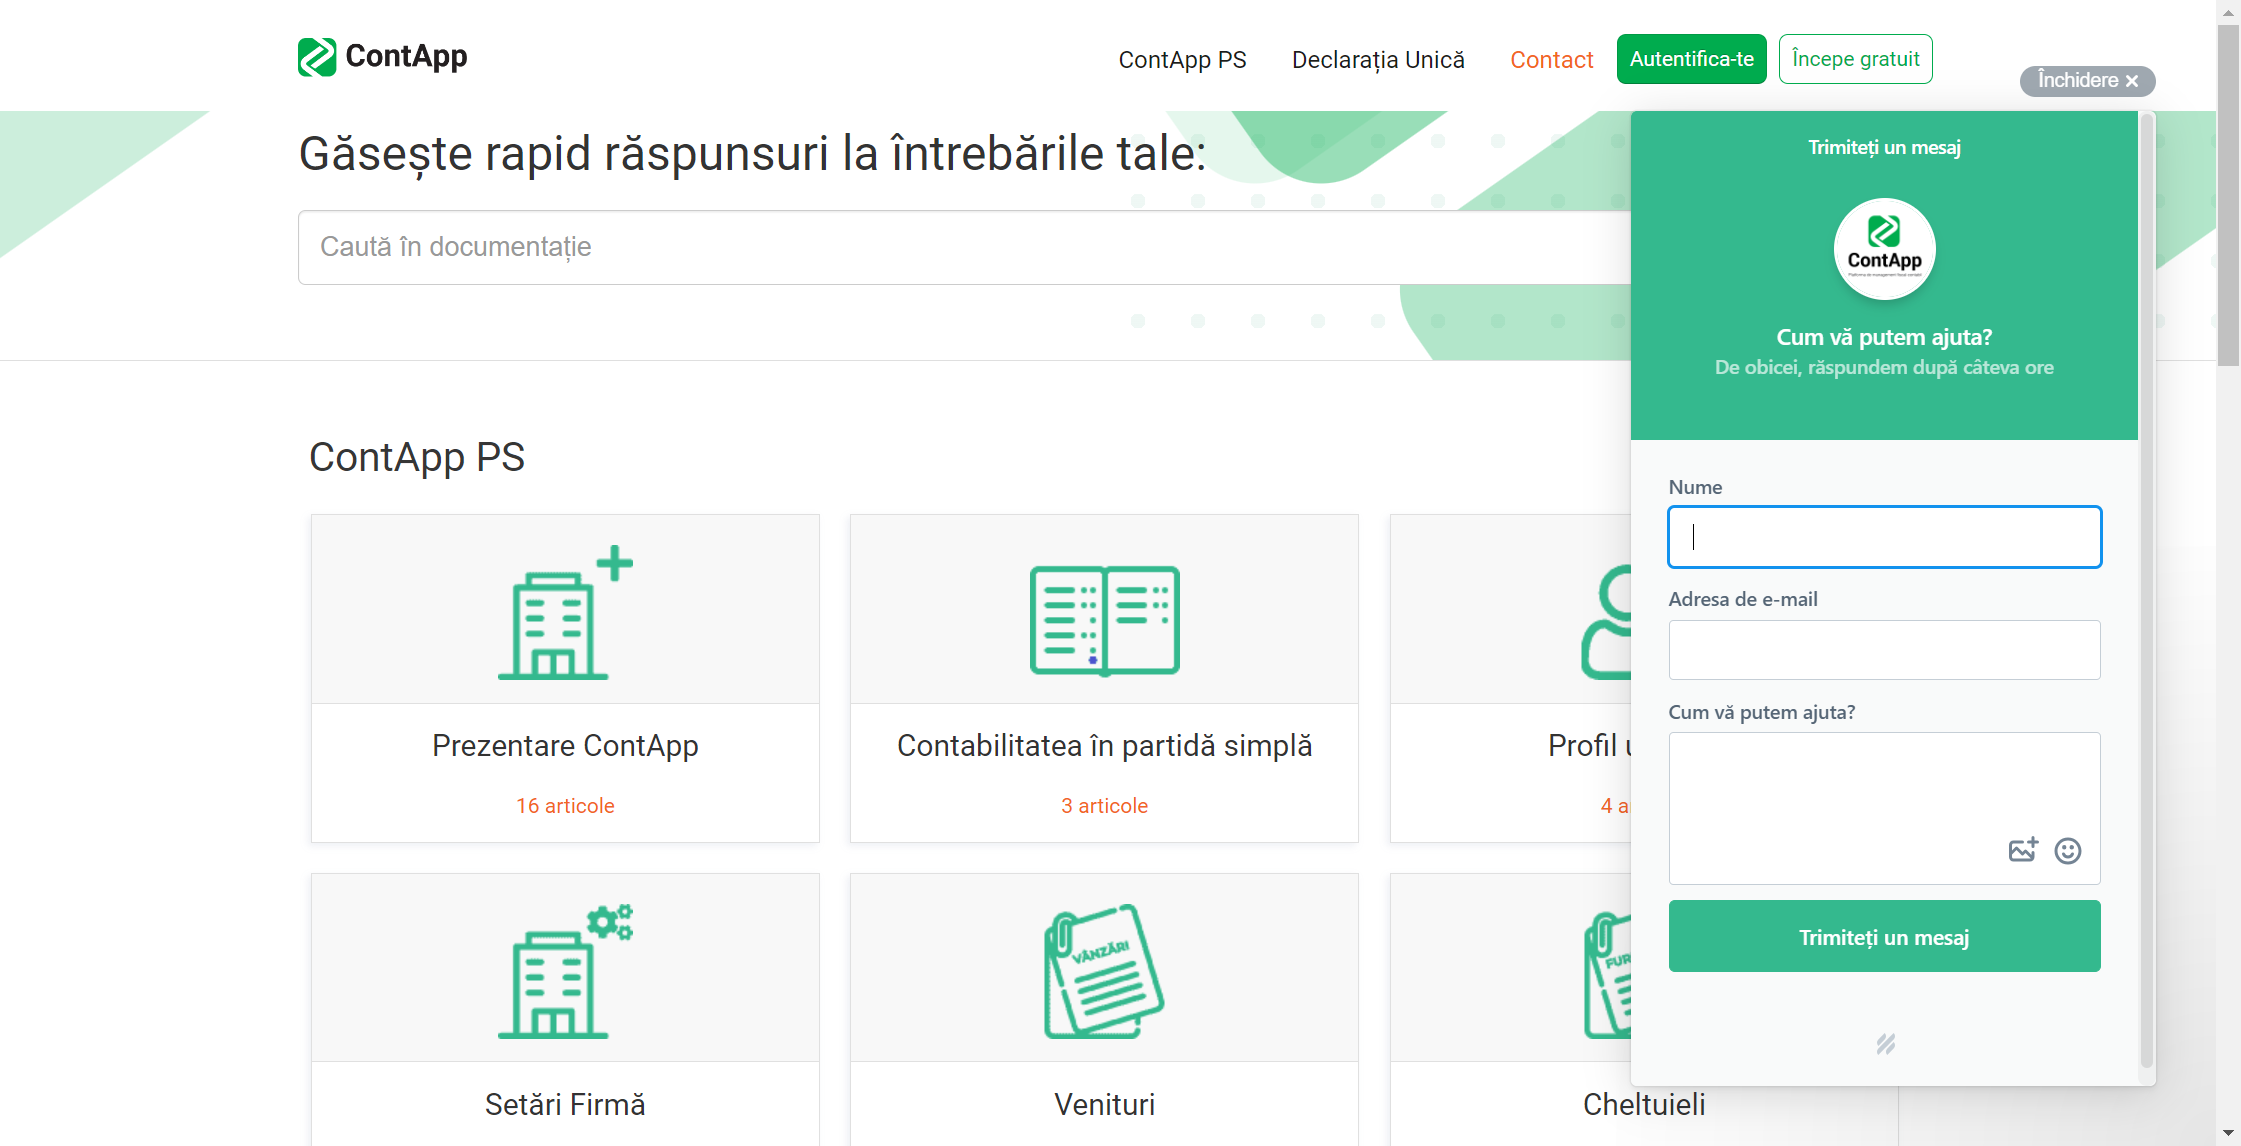 ContApp
ContApp PS
Declarația Unică
Contact
Autentifica-te
Începe gratuit
Închidere ×
Găsește rapid răspunsuri la întrebările tale:
Caută în documentație
Trimiteți un mesaj
ContApp
Cum vă putem ajuta?
De obicei, răspundem după câteva ore
Nume
Adresa de e-mail
Cum vă putem ajuta?
Trimiteți un mesaj
ContApp PS
Prezentare ContApp
16 articole
Contabilitatea în partidă simplă
3 articole
Profil
4
Setări Firmă
VÂNZĂRI
Venituri
FUR
Cheltuieli